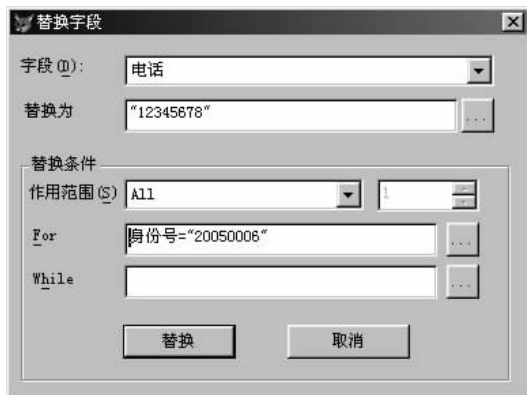 替换字段
字段(D): 电话
替换为 "12345678" ...
替换条件
作用范围(S) All 1
For 身份号="20050006" ...
While ...
替换 取消